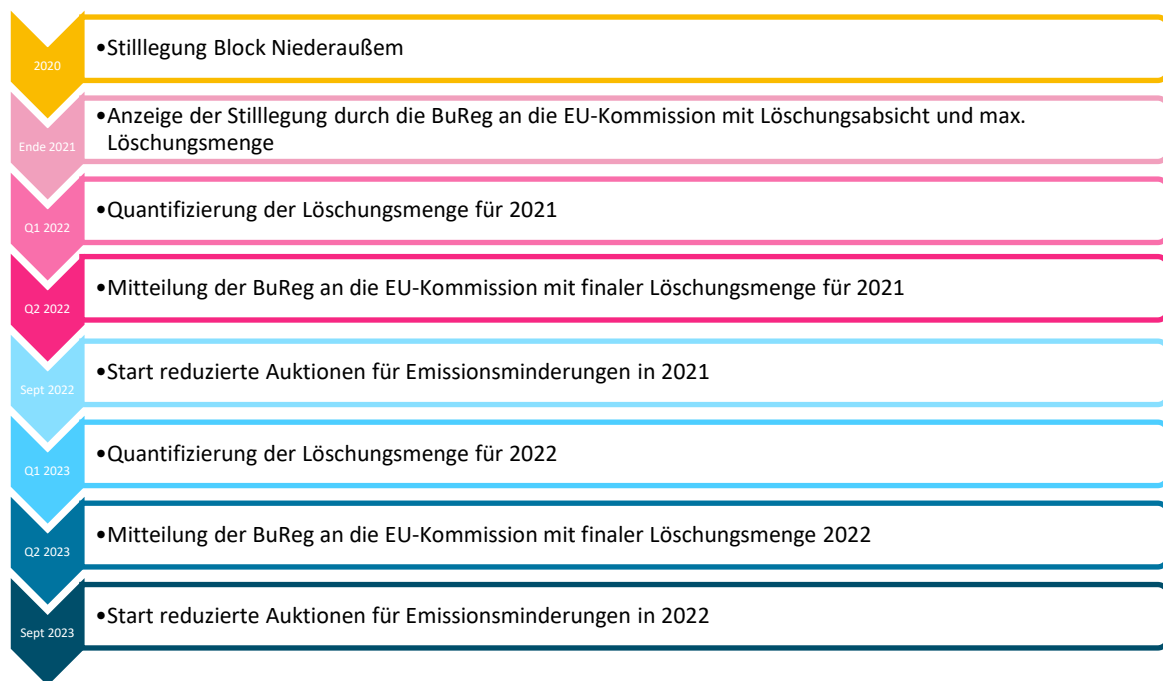 2020
•Stilllegung Block Niederaußem
Ende 2021
•Anzeige der Stilllegung durch die BuReg an die EU-Kommission mit Löschungsabsicht und max.
Löschungsmenge
Q1 2022
•Quantifizierung der Löschungsmenge für 2021
Q2 2022
•Mitteilung der BuReg an die EU-Kommission mit finaler Löschungsmenge für 2021
Sept 2022
•Start reduzierte Auktionen für Emissionsminderungen in 2021
Q1 2023
•Quantifizierung der Löschungsmenge für 2022
Q2 2023
•Mitteilung der BuReg an die EU-Kommission mit finaler Löschungsmenge 2022
Sept 2023
•Start reduzierte Auktionen für Emissionsminderungen in 2022